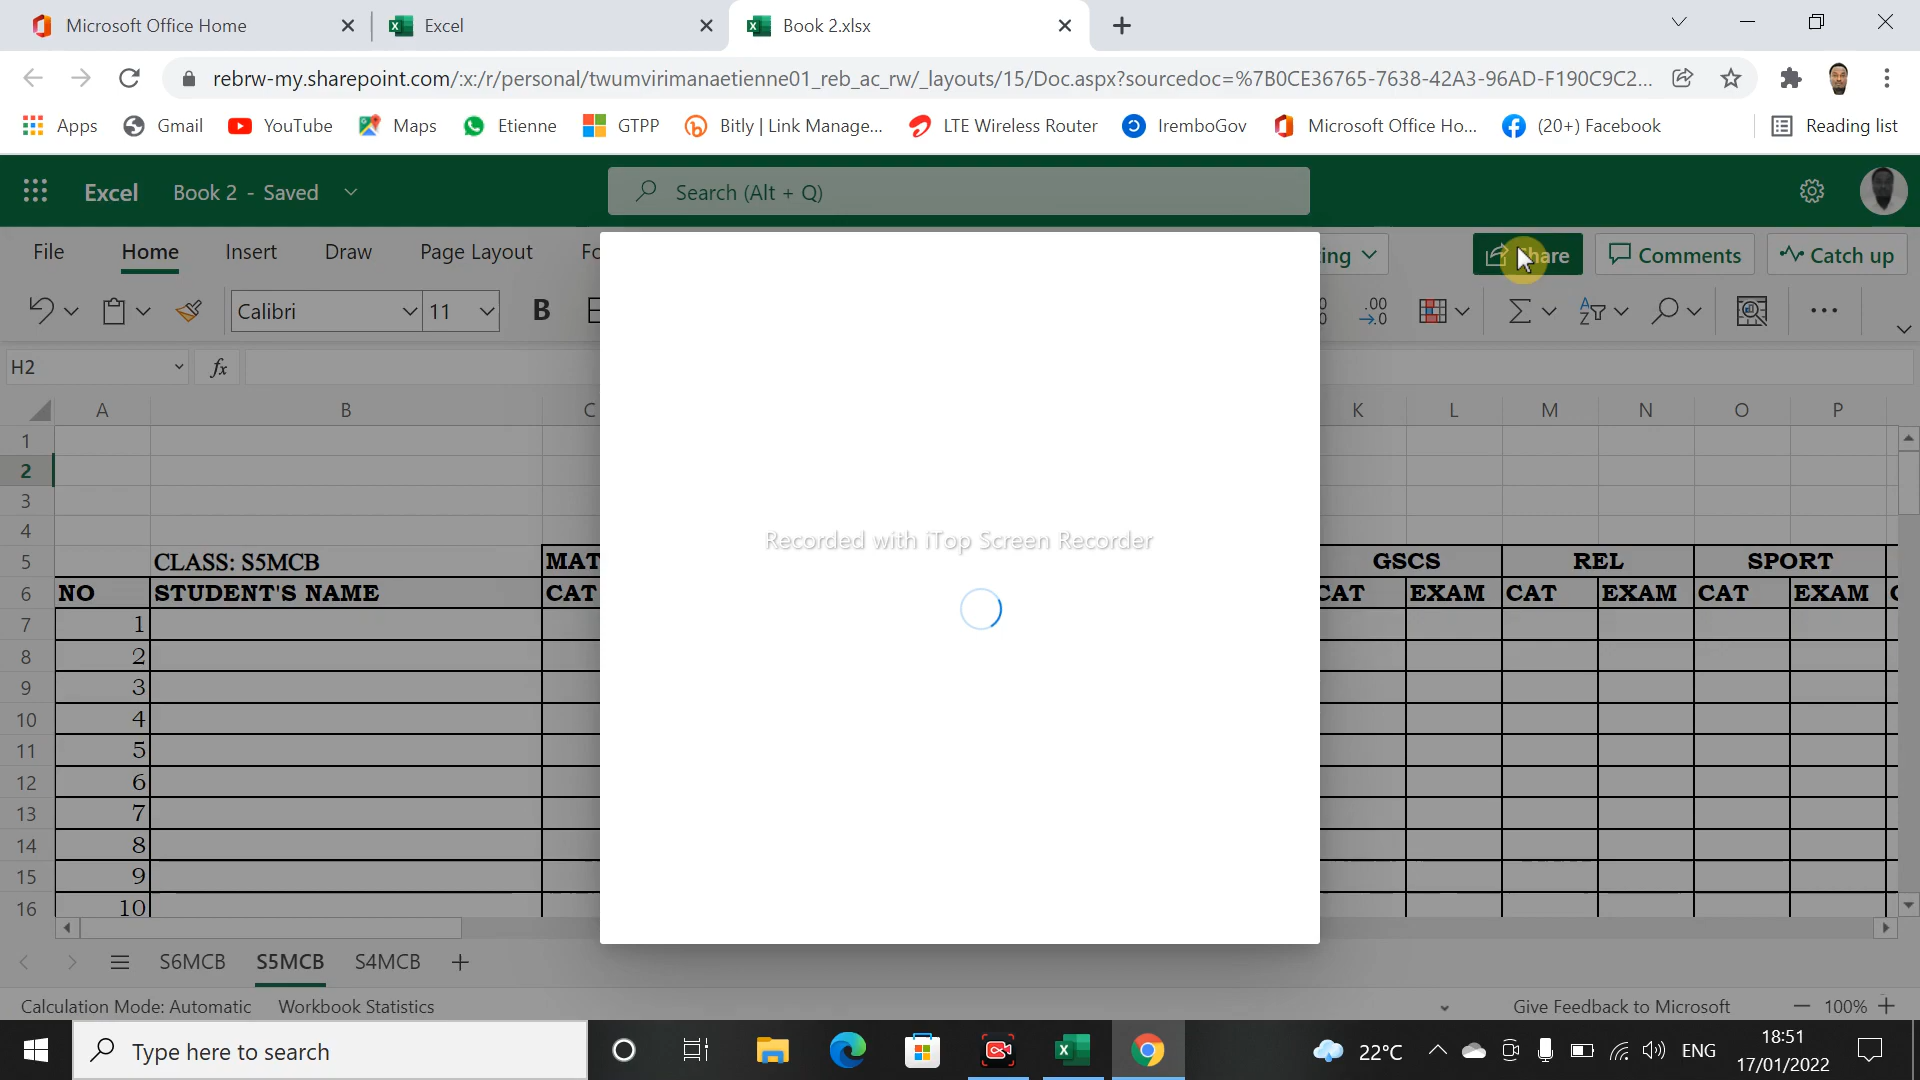 Microsoft Office Home
Excel
Book 2.xlsx
rebrw-my.sharepoint.com/:x:/r/personal/twumvirimanaetienne01_reb_ac_rw/_layouts/15/Doc.aspx?sourcedoc=%7B0CE36765-7638-42A3-96AD-F190C9C2...
Apps Gmail YouTube Maps Etienne GTPP Bitly | Link Manage... LTE Wireless Router IremboGov Microsoft Office Ho... (20+) Facebook Reading list
Excel Book 2 - Saved Search (Alt + Q)
File Home Insert Draw Page Layout Fo ing Share Comments Catch up
Calibri 11 B
H2 fx
A B C K L M N O P
1
2
3
4
5 CLASS: S5MCB MAT GSCS REL SPORT
6 NO STUDENT'S NAME CAT CAT EXAM CAT EXAM CAT EXAM C
7 1
8 2
9 3
10 4
11 5
12 6
13 7
14 8
15 9
16 10
Recorded with iTop Screen Recorder
S6MCB S5MCB S4MCB
Calculation Mode: Automatic Workbook Statistics Give Feedback to Microsoft 100%
Type here to search 22°C ENG 18:51
17/01/2022